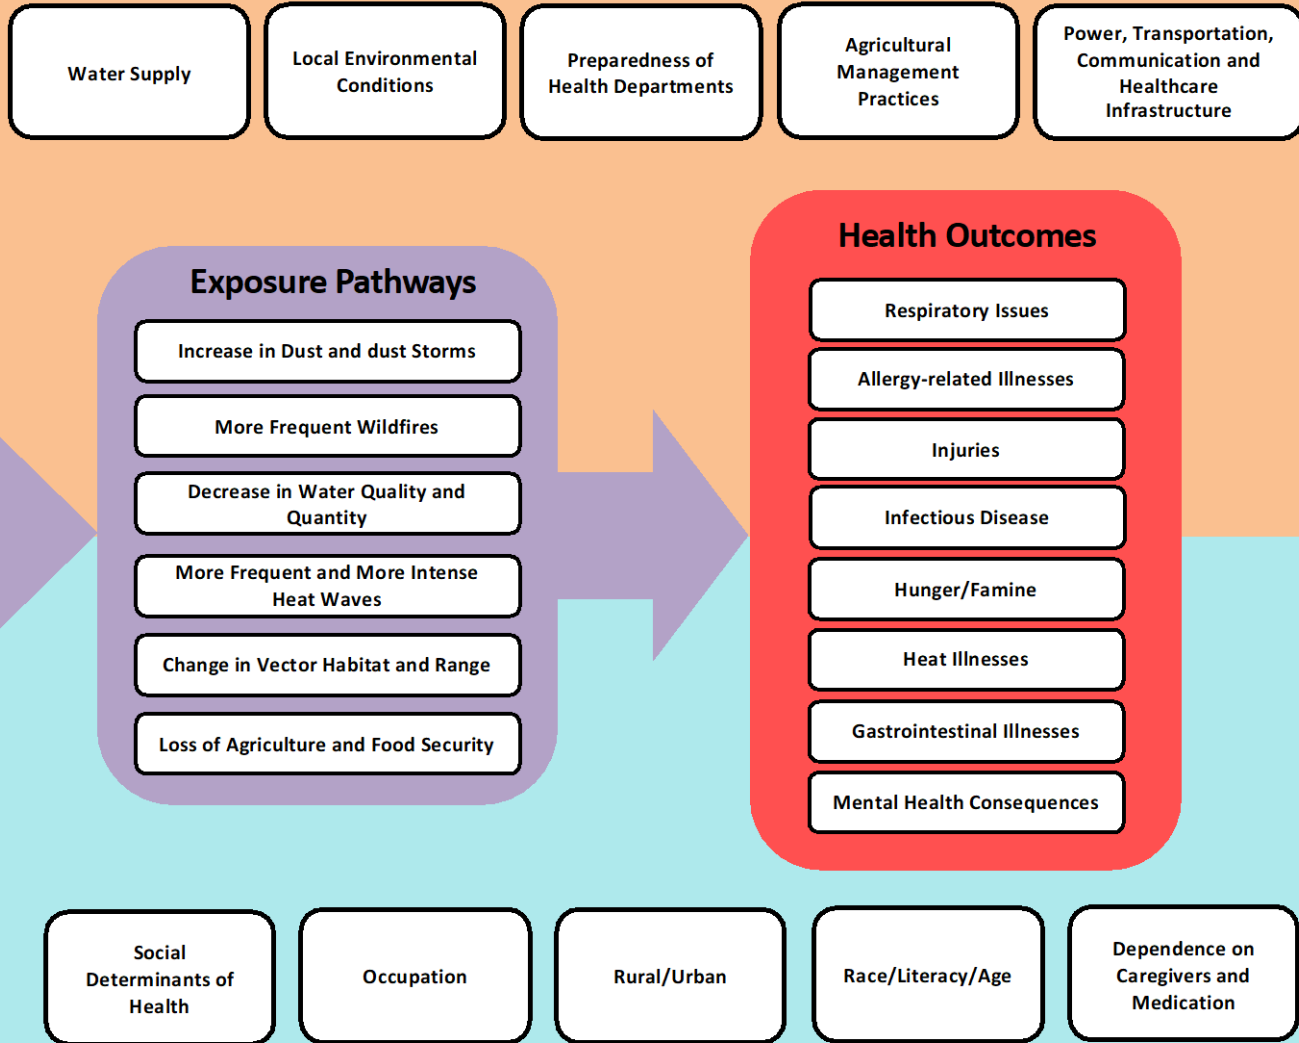 Water Supply
Local Environmental
Conditions
Preparedness of
Health Departments
Agricultural
Management
Practices
Power, Transportation,
Communication and
Healthcare
Infrastructure
Exposure Pathways
Increase in Dust and dust Storms
More Frequent Wildfires
Decrease in Water Quality and
Quantity
More Frequent and More Intense
Heat Waves
Change in Vector Habitat and Range
Loss of Agriculture and Food Security
Health Outcomes
Respiratory Issues
Allergy-related Illnesses
Injuries
Infectious Disease
Hunger/Famine
Heat Illnesses
Gastrointestinal Illnesses
Mental Health Consequences
Social
Determinants of
Health
Occupation
Rural/Urban
Race/Literacy/Age
Dependence on
Caregivers and
Medication